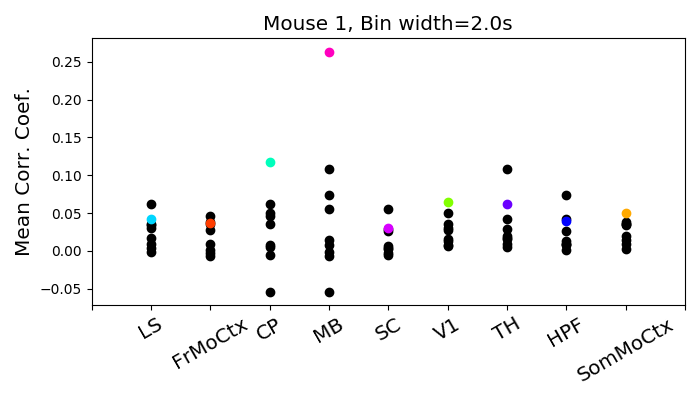 Mouse 1, Bin width=2.0s
Mean Corr. Coef.
0.25
0.20
0.15
0.10
0.05
0.00
−0.05
LS
FrMoCtx
CP
MB
SC
V1
TH
HPF
SomMoCtx